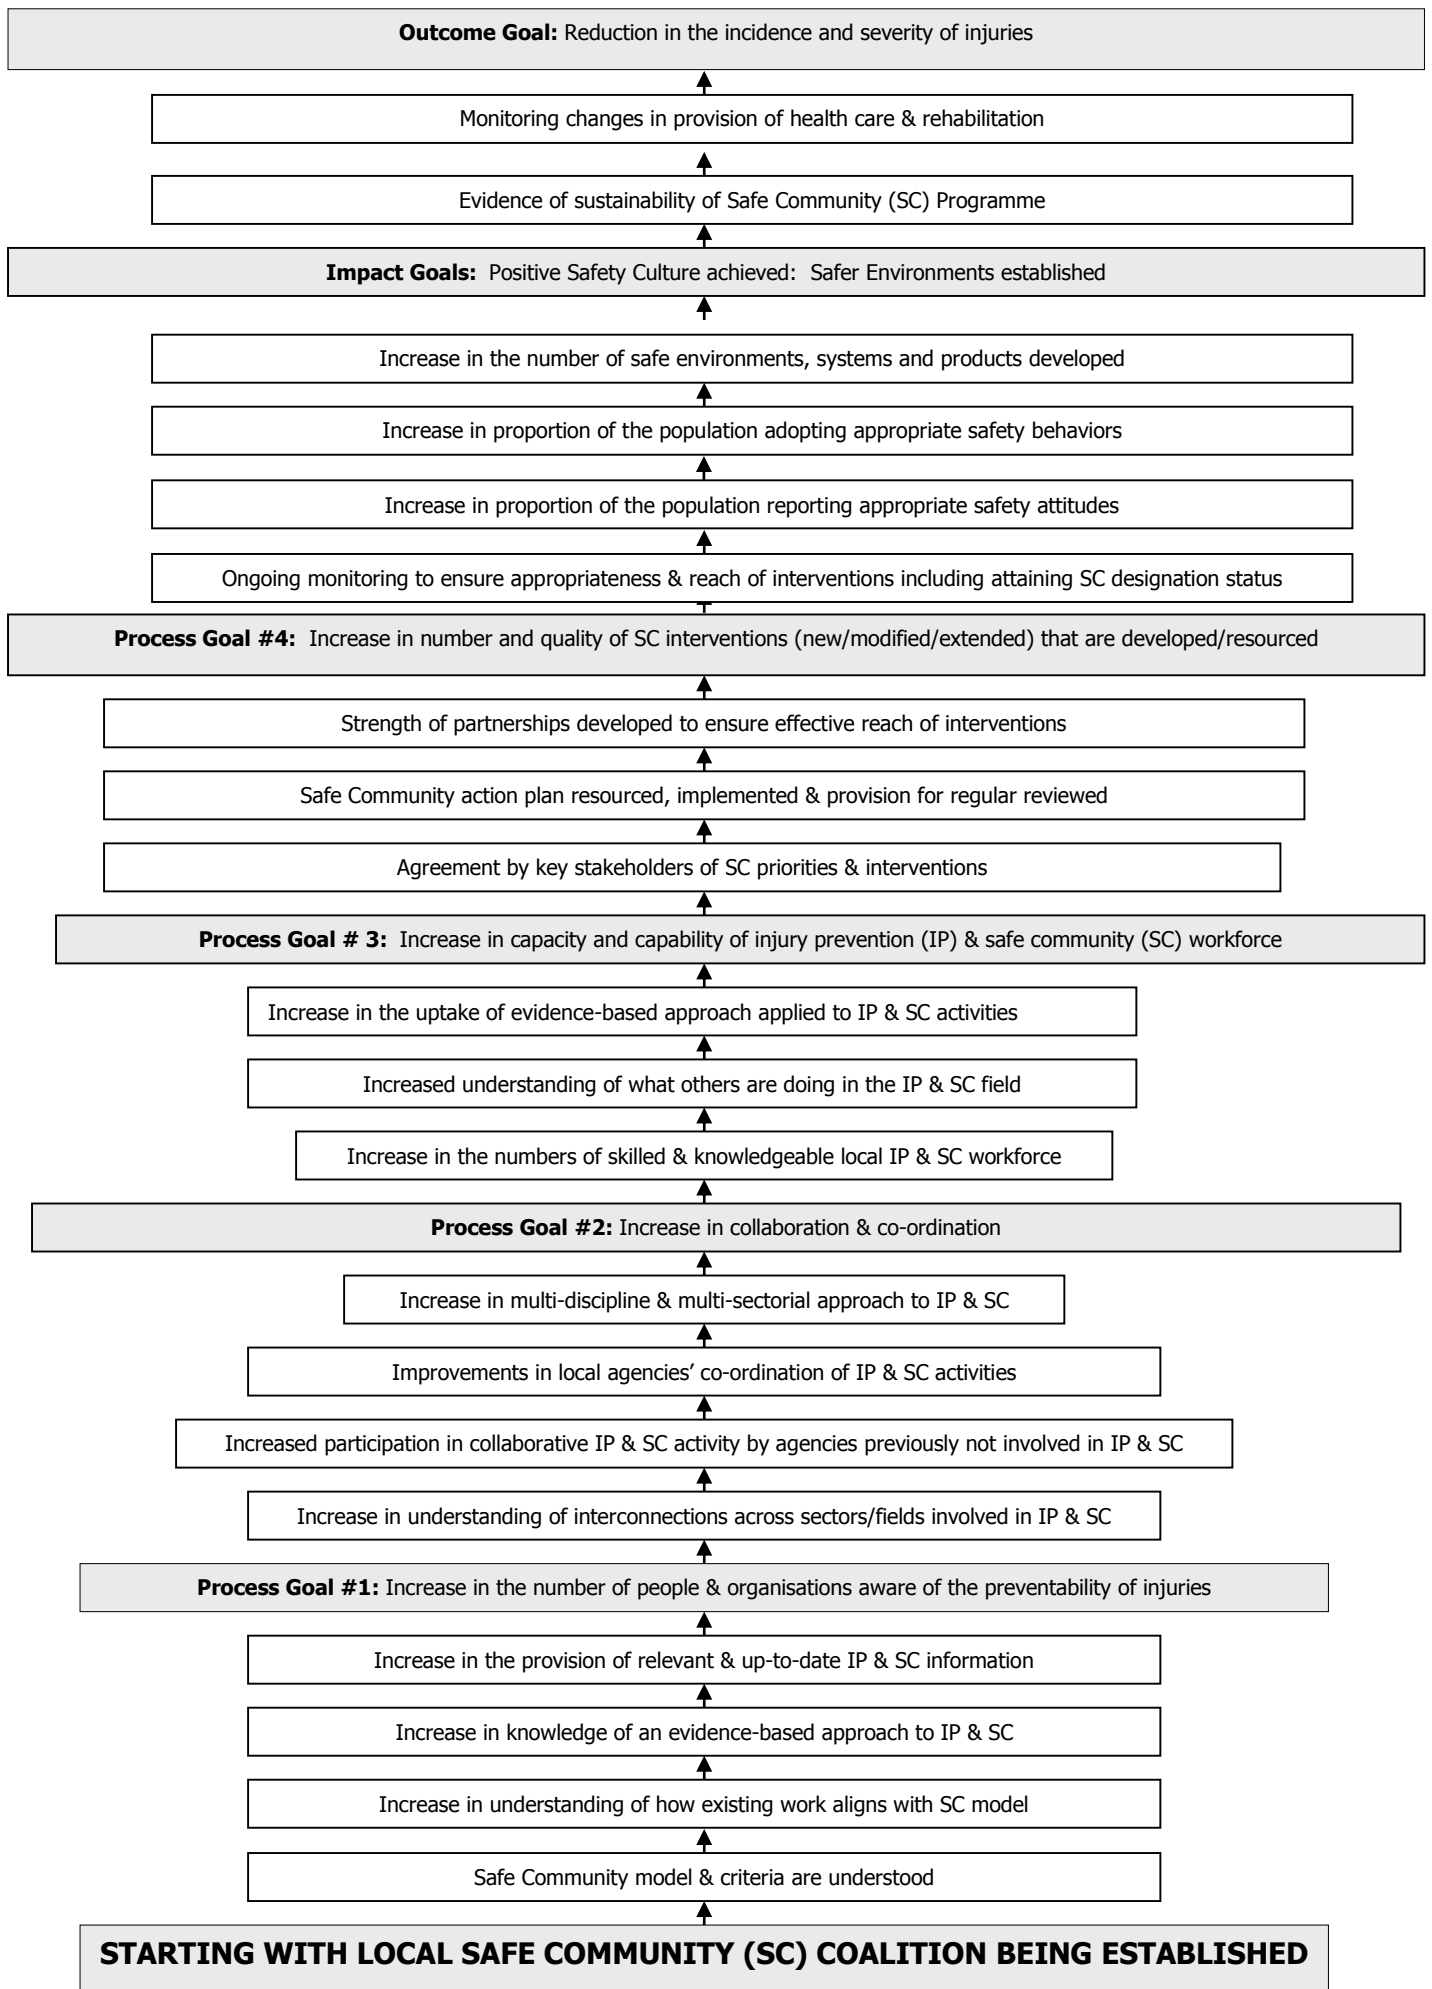 Outcome Goal: Reduction in the incidence and severity of injuries
Monitoring changes in provision of health care & rehabilitation
Evidence of sustainability of Safe Community (SC) Programme
Impact Goals: Positive Safety Culture achieved: Safer Environments established
Increase in the number of safe environments, systems and products developed
Increase in proportion of the population adopting appropriate safety behaviors
Increase in proportion of the population reporting appropriate safety attitudes
Ongoing monitoring to ensure appropriateness & reach of interventions including attaining SC designation status
Process Goal #4: Increase in number and quality of SC interventions (new/modified/extended) that are developed/resourced
Strength of partnerships developed to ensure effective reach of interventions
Safe Community action plan resourced, implemented & provision for regular reviewed
Agreement by key stakeholders of SC priorities & interventions
Process Goal # 3: Increase in capacity and capability of injury prevention (IP) & safe community (SC) workforce
Increase in the uptake of evidence-based approach applied to IP & SC activities
Increased understanding of what others are doing in the IP & SC field
Increase in the numbers of skilled & knowledgeable local IP & SC workforce
Process Goal #2: Increase in collaboration & co-ordination
Increase in multi-discipline & multi-sectorial approach to IP & SC
Improvements in local agencies’ co-ordination of IP & SC activities
Increased participation in collaborative IP & SC activity by agencies previously not involved in IP & SC
Increase in understanding of interconnections across sectors/fields involved in IP & SC
Process Goal #1: Increase in the number of people & organisations aware of the preventability of injuries
Increase in the provision of relevant & up-to-date IP & SC information
Increase in knowledge of an evidence-based approach to IP & SC
Increase in understanding of how existing work aligns with SC model
Safe Community model & criteria are understood
STARTING WITH LOCAL SAFE COMMUNITY (SC) COALITION BEING ESTABLISHED